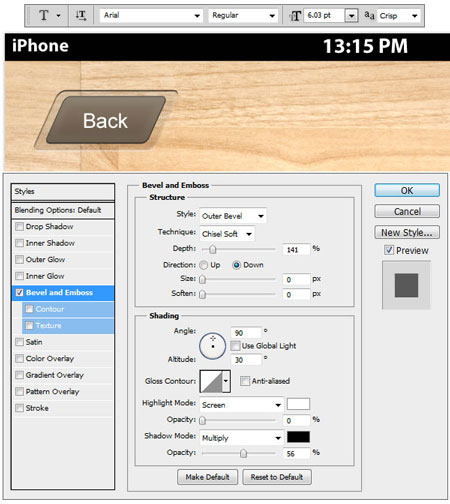 T Arial Regular T 6.03 pt aa Crisp
iPhone 13:15 PM
Back
Styles
Blending Options: Default
Drop Shadow
Inner Shadow
Outer Glow
Inner Glow
Bevel and Emboss
Contour
Texture
Satin
Color Overlay
Gradient Overlay
Pattern Overlay
Stroke
Bevel and Emboss
Structure
Style: Outer Bevel
Technique: Chisel Soft
Depth: 141 %
Direction: Up Down
Size: 0 px
Soften: 0 px
Shading
Angle: 90 °
Use Global Light
Altitude: 30 °
Gloss Contour: Anti-aliased
Highlight Mode: Screen
Opacity: 0 %
Shadow Mode: Multiply
Opacity: 56 %
Make Default Reset to Default
OK
Cancel
New Style...
Preview